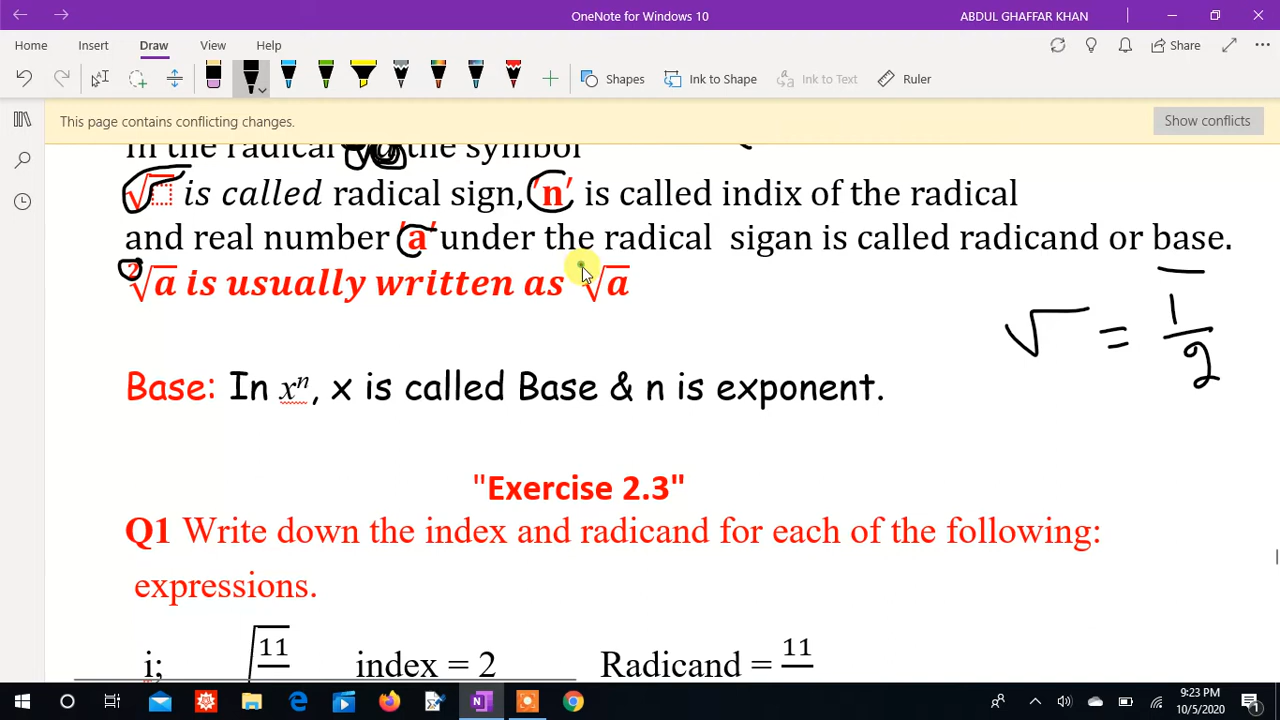 OneNote for Windows 10
ABDUL GHAFFAR KHAN
Home Insert Draw View Help
Share
Shapes Ink to Shape Ink to Text Ruler
This page contains conflicting changes.
Show conflicts
In the radical the symbol
√ is called radical sign, 'n' is called indix of the radical
and real number 'a' under the radical sigan is called radicand or base.
²√a is usually written as √a
√ = 1/2
Base: In xⁿ, x is called Base & n is exponent.
"Exercise 2.3"
Q1 Write down the index and radicand for each of the following:
expressions.
i; √11 index = 2 Radicand = 11
9:23 PM
10/5/2020